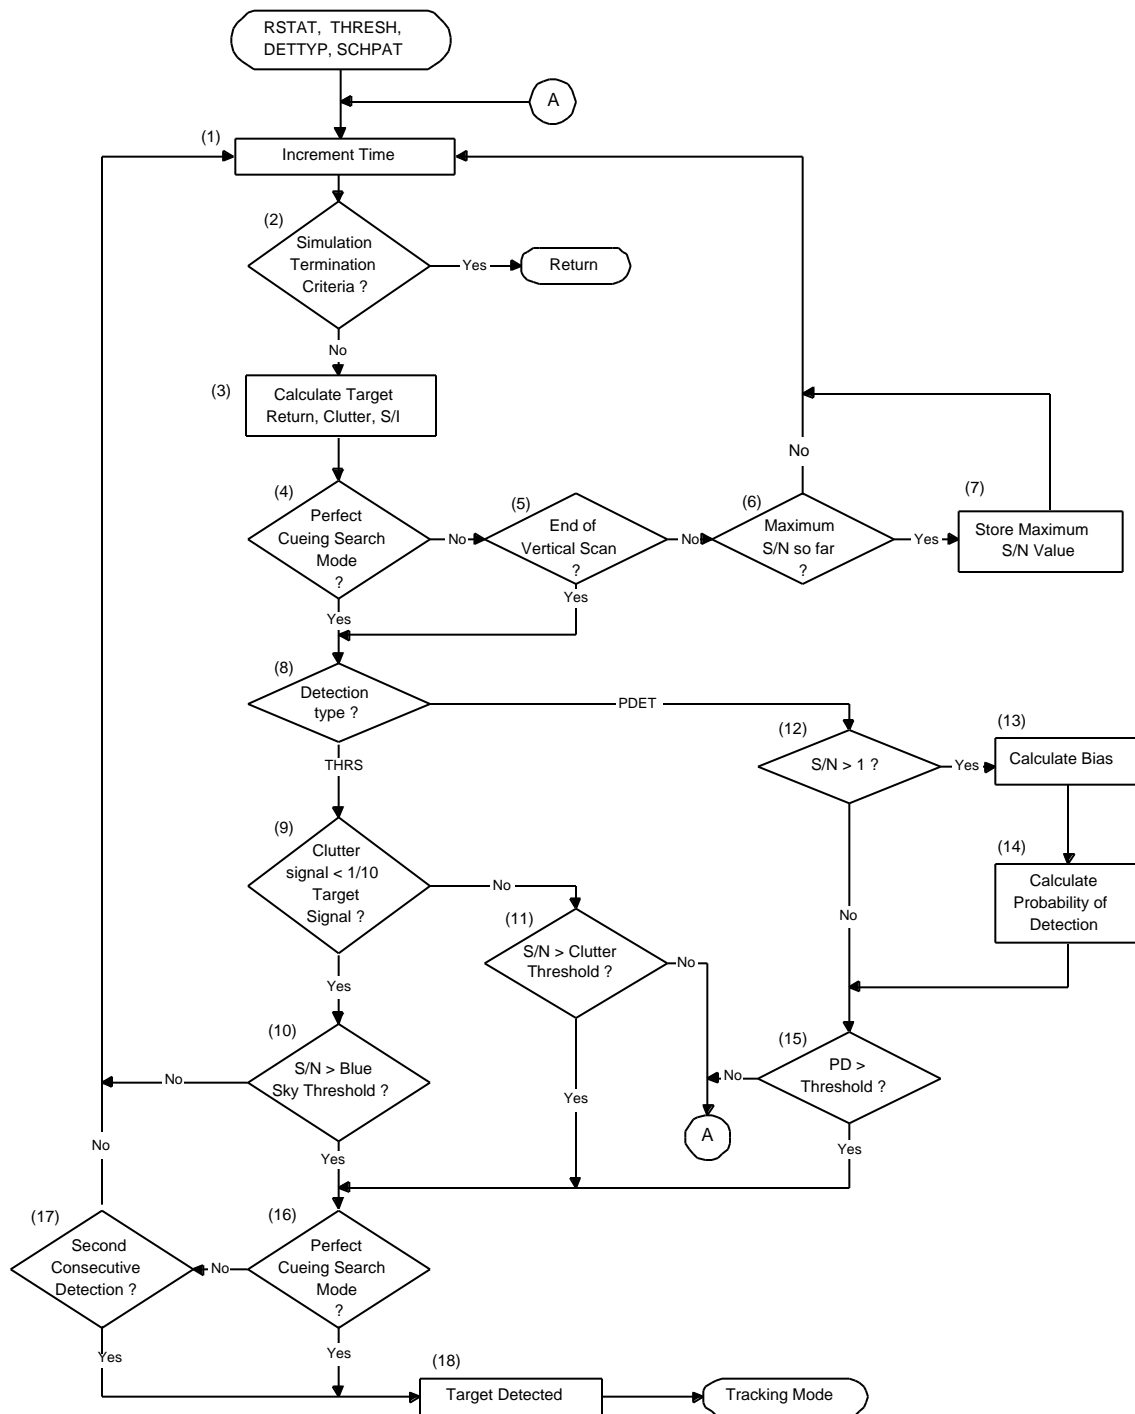 RSTAT, THRESH,
DETTYP, SCHPAT
A
(1)
Increment Time
(2)
Simulation
Termination
Criteria ?
Yes
Return
No
(3)
Calculate Target
Return, Clutter, S/I
No
(4)
Perfect
Cueing Search
Mode
?
No
(5)
End of
Vertical Scan
?
No
(6)
Maximum
S/N so far
?
Yes
(7)
Store Maximum
S/N Value
Yes
Yes
(8)
Detection
type ?
PDET
THRS
(12)
S/N > 1 ?
Yes
(13)
Calculate Bias
(9)
Clutter
signal < 1/10
Target
Signal ?
No
(14)
Calculate
Probability of
Detection
No
(11)
S/N > Clutter
Threshold ?
No
Yes
(10)
S/N > Blue
Sky Threshold ?
No
Yes
(15)
PD >
Threshold ?
No
A
Yes
No
Yes
(17)
Second
Consecutive
Detection ?
(16)
Perfect
Cueing Search
Mode
?
No
Yes
Yes
(18)
Target Detected
Tracking Mode